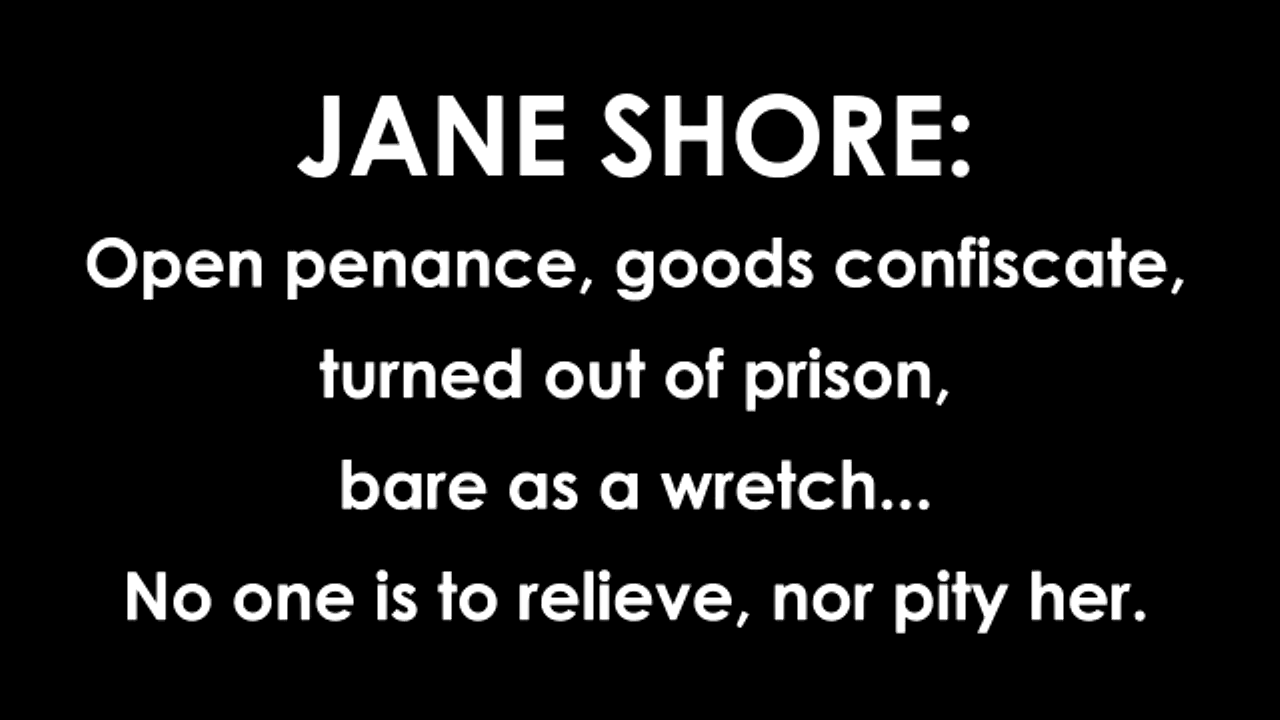 JANE SHORE:
Open penance, goods confiscate,
turned out of prison,
bare as a wretch...
No one is to relieve, nor pity her.